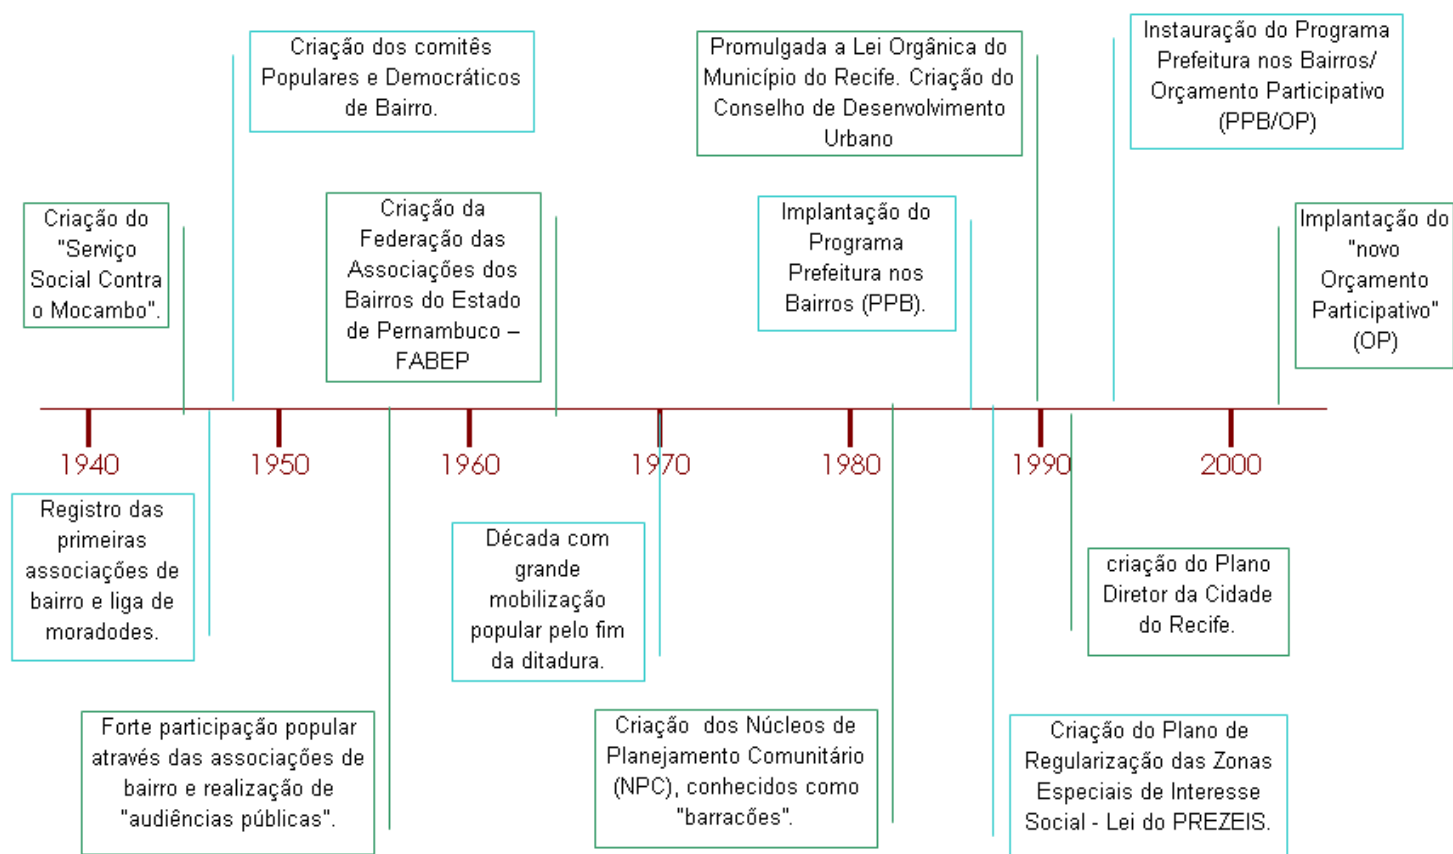 Criação dos comitês
Populares e Democráticos
de Bairro.
Promulgada a Lei Orgânica do
Município do Recife. Criação do
Conselho de Desenvolvimento
Urbano
Instauração do Programa
Prefeitura nos Bairros/
Orçamento Participativo
(PPB/OP)
Criação do
"Serviço
Social Contra
o Mocambo".
Criação da
Federação das
Associações dos
Bairros do Estado
de Pernambuco –
FABEP
Implantação do
Programa
Prefeitura nos
Bairros (PPB).
Implantação do
"novo
Orçamento
Participativo"
(OP)
1940 1950 1960 1970 1980 1990 2000
Registro das
primeiras
associações de
bairro e liga de
moradodes.
Década com
grande
mobilização
popular pelo fim
da ditadura.
criação do Plano
Diretor da Cidade
do Recife.
Forte participação popular
através das associações de
bairro e realização de
"audiências públicas".
Criação dos Núcleos de
Planejamento Comunitário
(NPC), conhecidos como
"barracões".
Criação do Plano de
Regularização das Zonas
Especiais de Interesse
Social - Lei do PREZEIS.